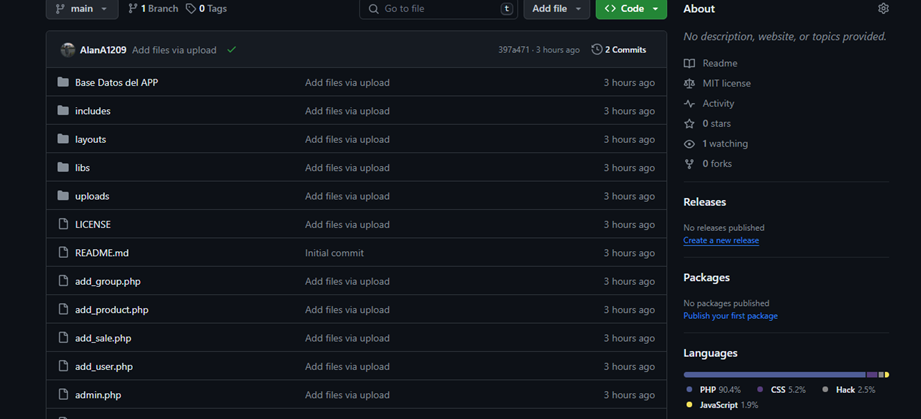 main
1 Branch
0 Tags
Go to file
t
Add file
Code
AlanA1209 Add files via upload
397a471 · 3 hours ago
2 Commits
Base Datos del APP Add files via upload 3 hours ago
includes Add files via upload 3 hours ago
layouts Add files via upload 3 hours ago
libs Add files via upload 3 hours ago
uploads Add files via upload 3 hours ago
LICENSE Add files via upload 3 hours ago
README.md Initial commit 3 hours ago
add_group.php Add files via upload 3 hours ago
add_product.php Add files via upload 3 hours ago
add_sale.php Add files via upload 3 hours ago
add_user.php Add files via upload 3 hours ago
admin.php Add files via upload 3 hours ago
About
No description, website, or topics provided.
Readme
MIT license
Activity
0 stars
1 watching
0 forks
Releases
No releases published
Create a new release
Packages
No packages published
Publish your first package
Languages
PHP 90.4% CSS 5.2% Hack 2.5%
JavaScript 1.9%